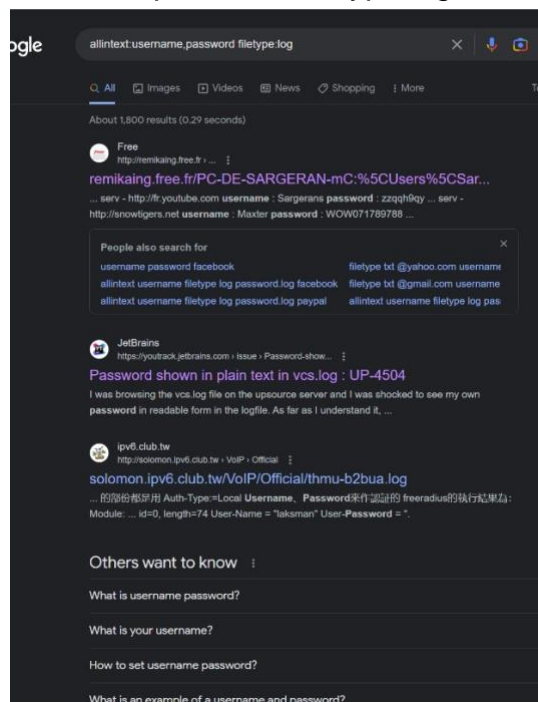 ogle
allintext:username,password filetype:log
All Images Videos News Shopping More
About 1,800 results (0.29 seconds)
Free
http://remikaing.free.fr › ...
remikaing.free.fr/PC-DE-SARGERAN-mC:%5CUsers%5CSar...
... serv - http://fr.youtube.com username : Sargerans password : zzqqh9qy ... serv -
http://snowtigers.net username : Maxter password : WOW071789788 ...
People also search for
username password facebook
filetype txt @yahoo.com username
allintext username filetype log password.log facebook
filetype txt @gmail.com username
allintext username filetype log password.log paypal
allintext username filetype log pas
JetBrains
https://youtrack.jetbrains.com › issue › Password-show...
Password shown in plain text in vcs.log : UP-4504
I was browsing the vcs.log file on the upsource server and I was shocked to see my own
password in readable form in the logfile. As far as I understand it, ...
ipv6.club.tw
http://solomon.ipv6.club.tw › VoIP › Official
solomon.ipv6.club.tw/VoIP/Official/thmu-b2bua.log
... 的部份都是用 Auth-Type:=Local Username、Password來作認証的 freeradius的執行結果為:
Module: ... id=0, length=74 User-Name = "laksman" User-Password = ".
Others want to know
What is username password?
What is your username?
How to set username password?
What is an example of a username and password?